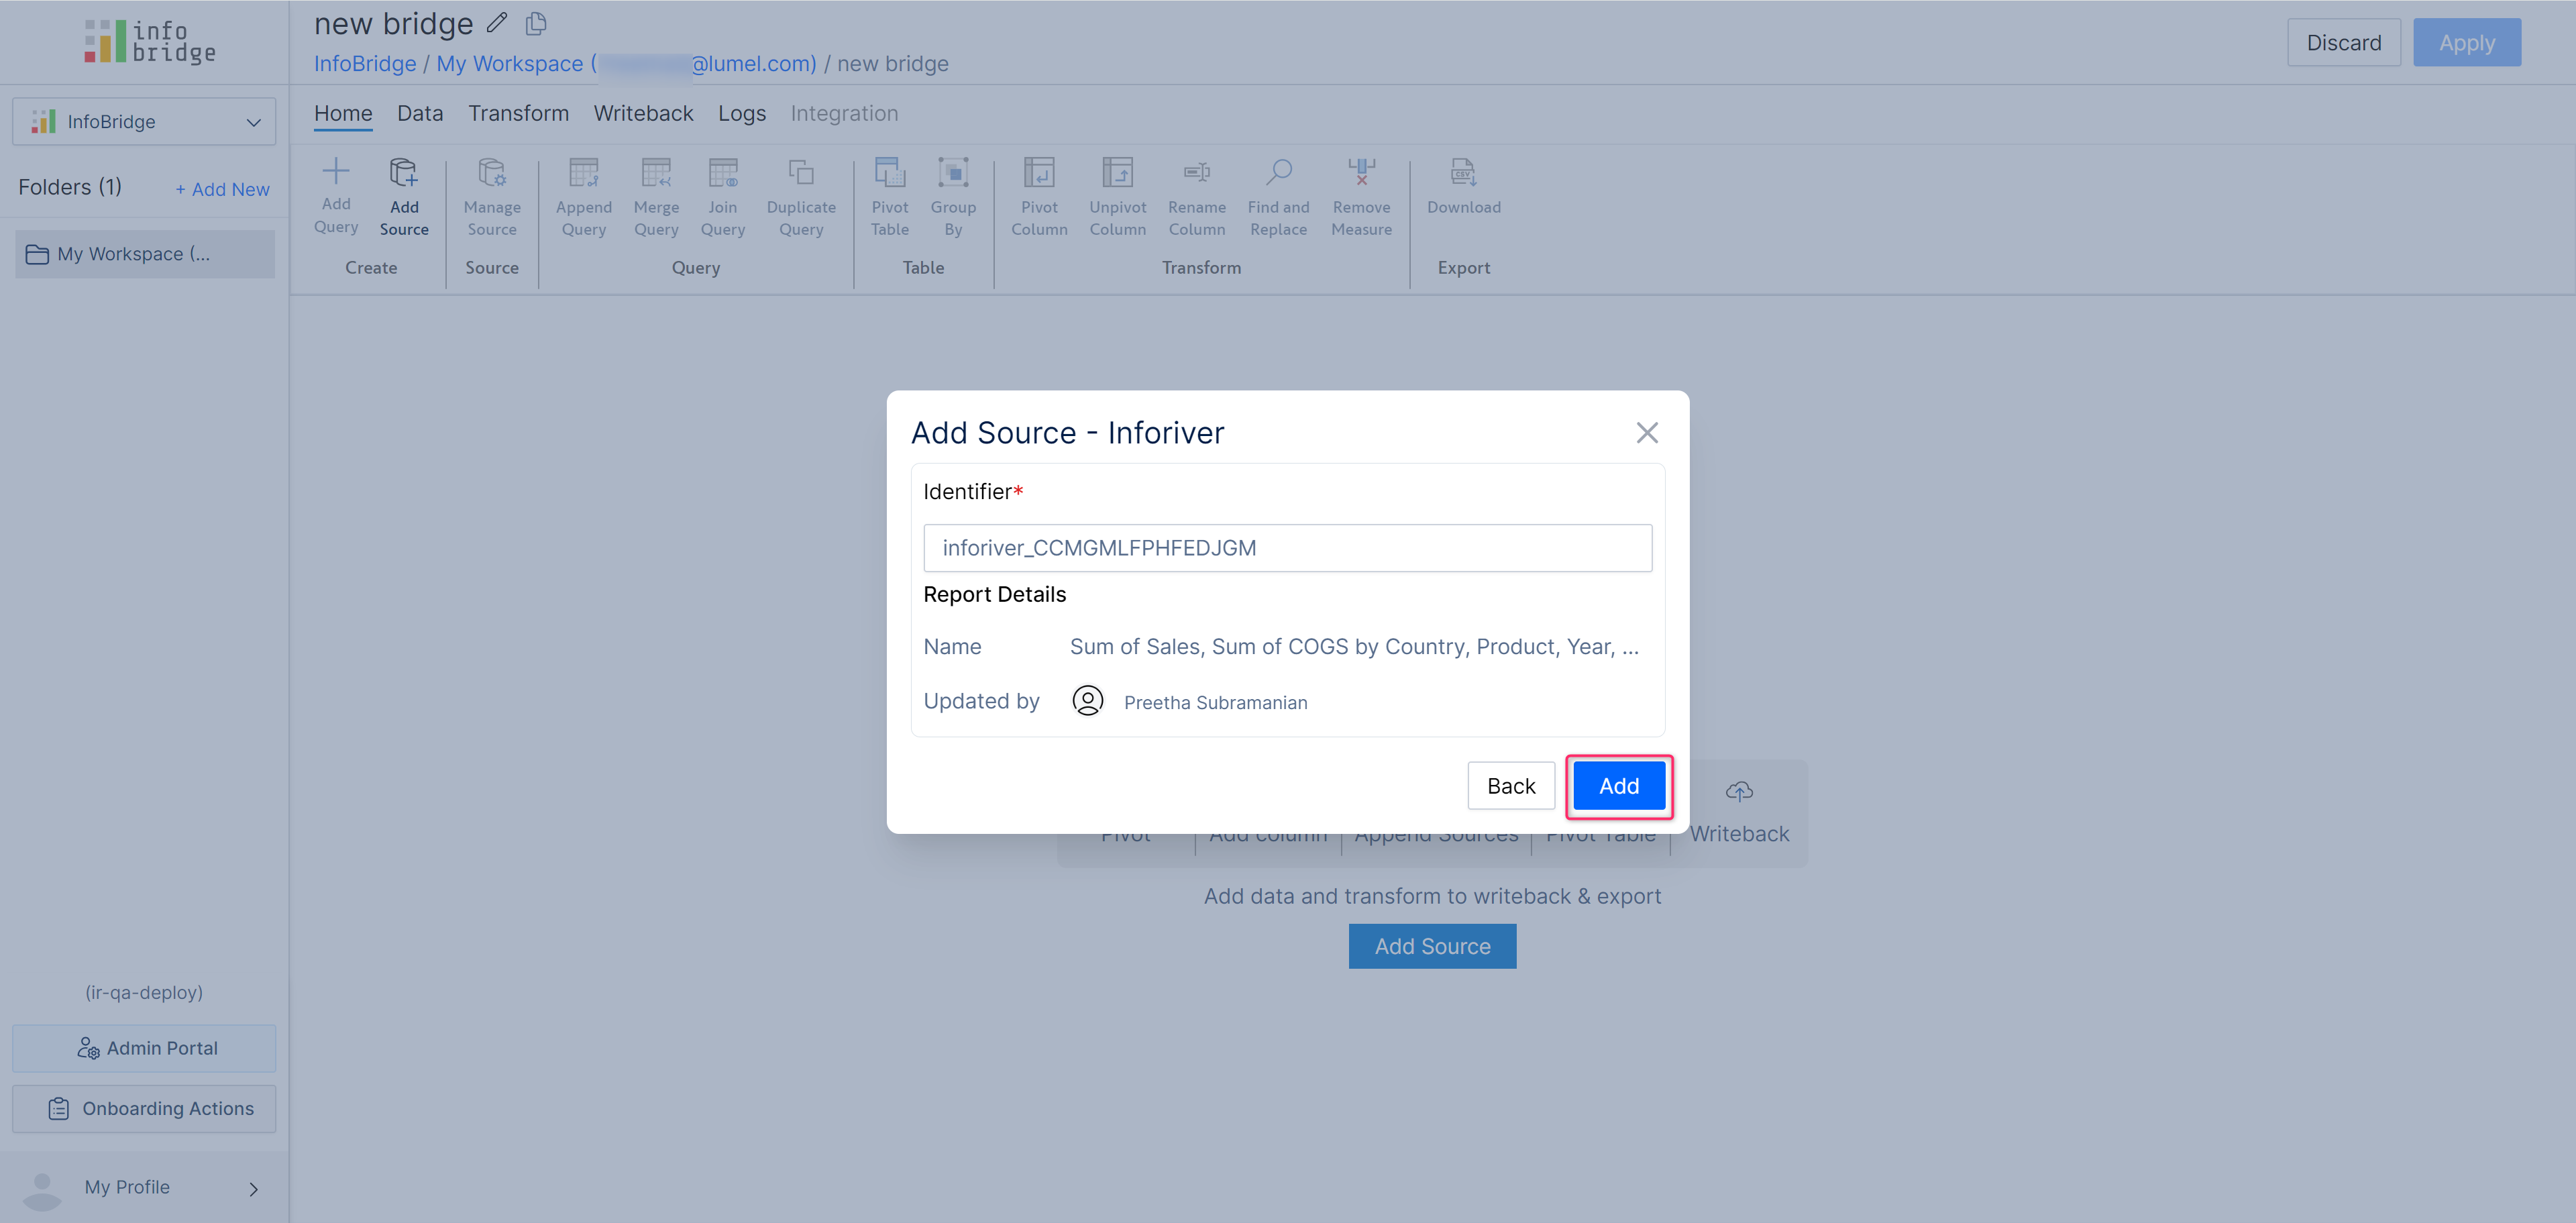 info
bridge
new bridge
InfoBridge / My Workspace ( @lumel.com) / new bridge
Discard
Apply
InfoBridge
Home Data Transform Writeback Logs Integration
Folders (1)
+ Add New
My Workspace (...
Add
Query
Add
Source
Create
Manage
Source
Source
Append
Query
Merge
Query
Join
Query
Duplicate
Query
Query
Pivot
Table
Group
By
Table
Pivot
Column
Unpivot
Column
Rename
Column
Find and
Replace
Remove
Measure
Transform
CSV
Download
Export
Add Source - Inforiver
Identifier*
inforiver_CCMGMLFPHFEDJGM
Report Details
Name Sum of Sales, Sum of COGS by Country, Product, Year, ...
Updated by Preetha Subramanian
Back
Add
Pivot Add column Append Sources Pivot Table Writeback
Add data and transform to writeback & export
Add Source
(ir-qa-deploy)
Admin Portal
Onboarding Actions
My Profile